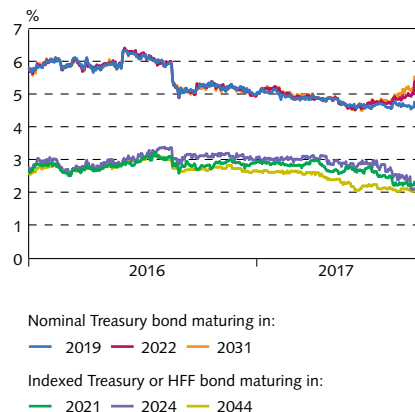 %
7
6
5
4
3
2
1
0
2016 2017
Nominal Treasury bond maturing in:
2019 2022 2031
Indexed Treasury or HFF bond maturing in:
2021 2024 2044